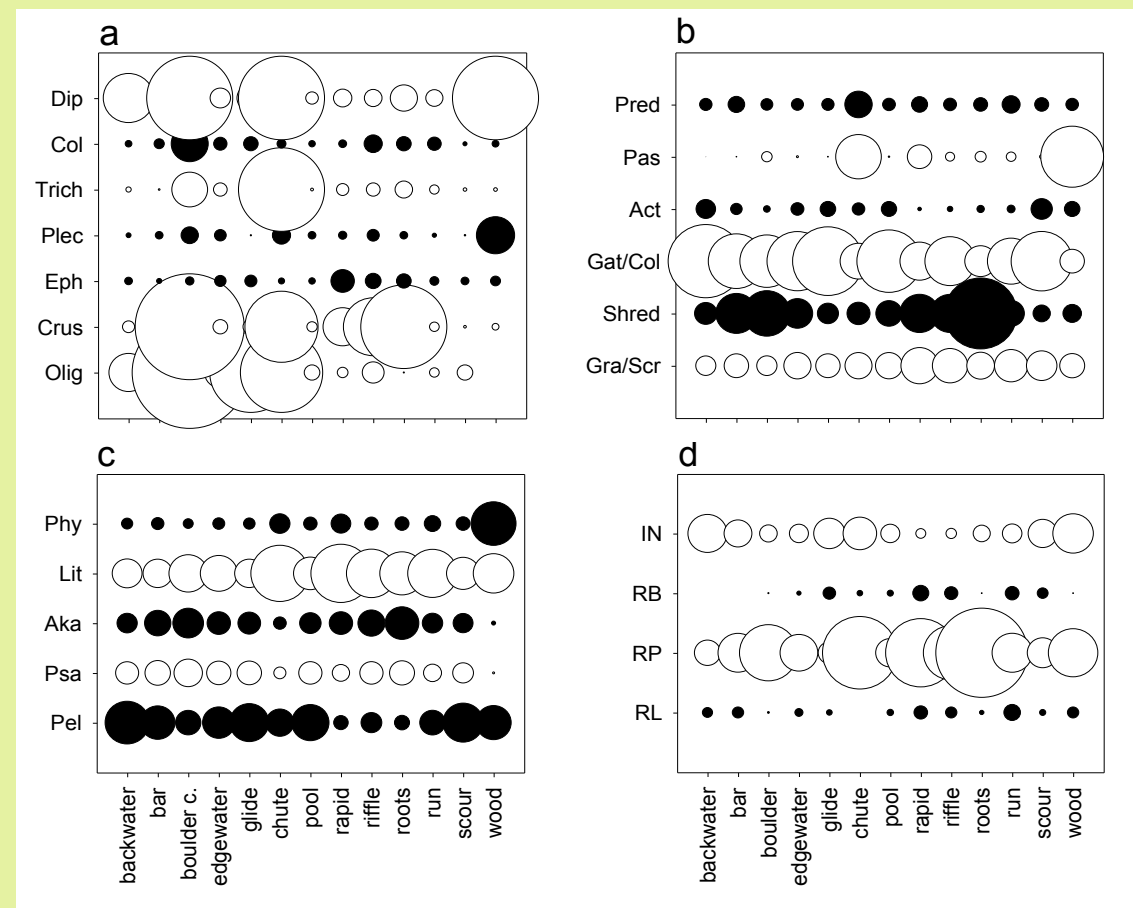 a
Dip
Col
Trich
Plec
Eph
Crus
Olig
b
Pred
Pas
Act
Gat/Col
Shred
Gra/Scr
c
Phy
Lit
Aka
Psa
Pel
backwater
bar
boulder c.
edgewater
glide
chute
pool
rapid
riffle
roots
run
scour
wood
d
IN
RB
RP
RL
backwater
bar
boulder
edgewater
glide
chute
pool
rapid
riffle
roots
run
scour
wood